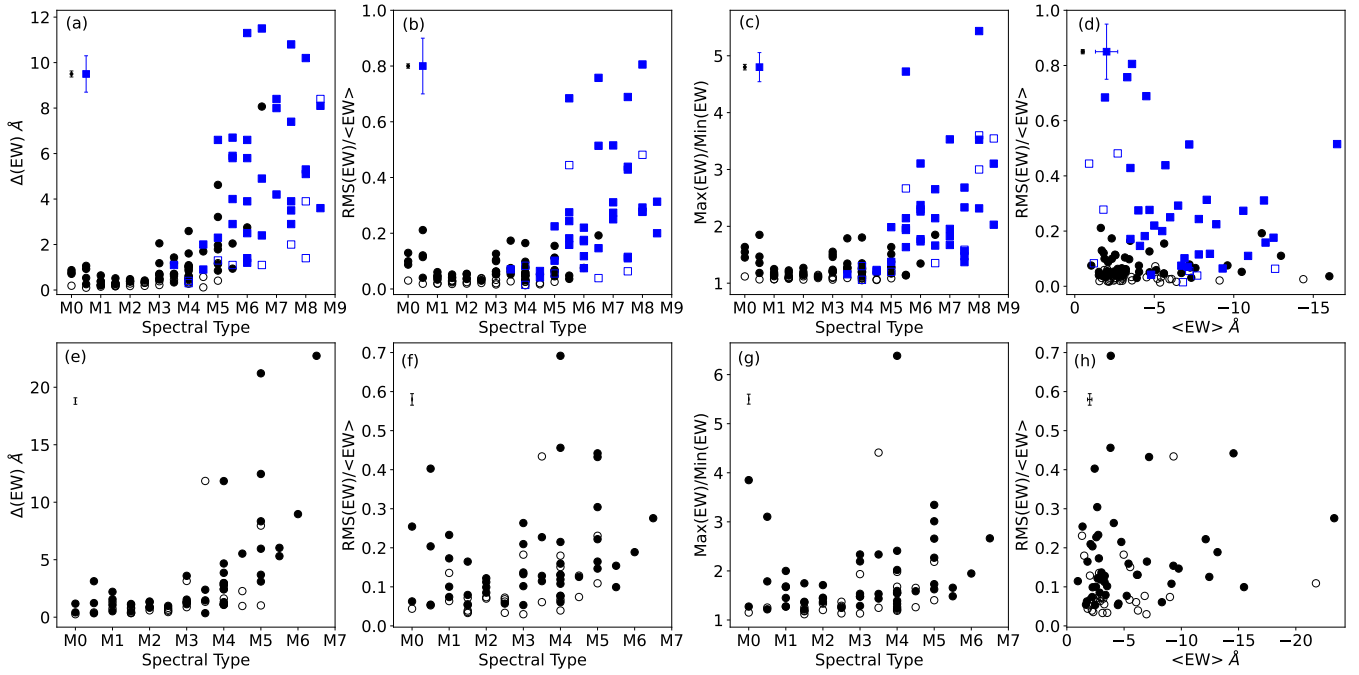 (a)
12
10
8
6
4
2
0
Δ(EW) Å
M0 M1 M2 M3 M4 M5 M6 M7 M8 M9
Spectral Type
(b)
1.0
0.8
0.6
0.4
0.2
0.0
RMS(EW)/<EW>
M0 M1 M2 M3 M4 M5 M6 M7 M8 M9
Spectral Type
(c)
5
4
3
2
1
Max(EW)/Min(EW)
M0 M1 M2 M3 M4 M5 M6 M7 M8 M9
Spectral Type
(d)
1.0
0.8
0.6
0.4
0.2
0.0
RMS(EW)/<EW>
0 −5 −10 −15
<EW> Å
(e)
20
15
10
5
0
Δ(EW) Å
M0 M1 M2 M3 M4 M5 M6 M7
Spectral Type
(f)
0.7
0.6
0.5
0.4
0.3
0.2
0.1
0.0
RMS(EW)/<EW>
M0 M1 M2 M3 M4 M5 M6 M7
Spectral Type
(g)
6
5
4
3
2
1
Max(EW)/Min(EW)
M0 M1 M2 M3 M4 M5 M6 M7
Spectral Type
(h)
0.7
0.6
0.5
0.4
0.3
0.2
0.1
0.0
RMS(EW)/<EW>
0 −5 −10 −15 −20
<EW> Å